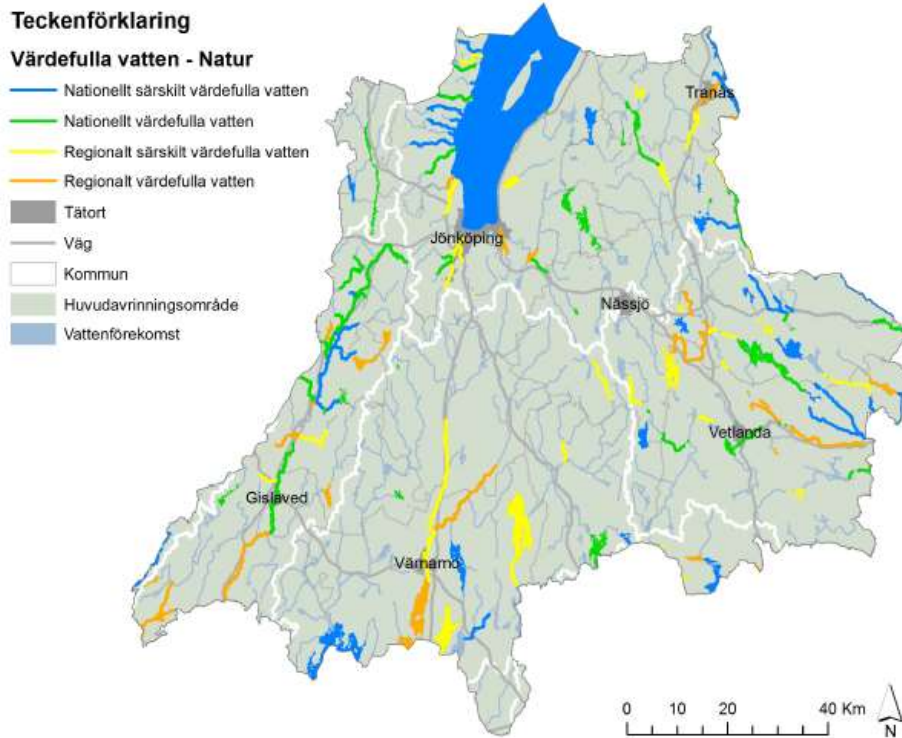 Teckenförklaring
Värdefulla vatten - Natur
Nationellt särskilt värdefulla vatten
Nationellt värdefulla vatten
Regionalt särskilt värdefulla vatten
Regionalt värdefulla vatten
Tätort
Väg
Kommun
Huvudavrinningsområde
Vattenförekomst
Tranås
Jönköping
Nässjö
Vetlanda
Gislaved
Värnamo
0 10 20 40 Km
N